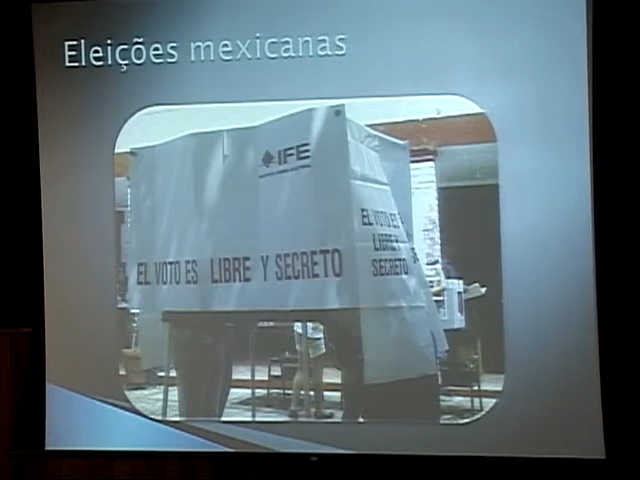 Eleições mexicanas
IFE
EL VOTO ES LIBRE Y SECRETO
EL VOTO ES
LIBRE Y
SECRETO